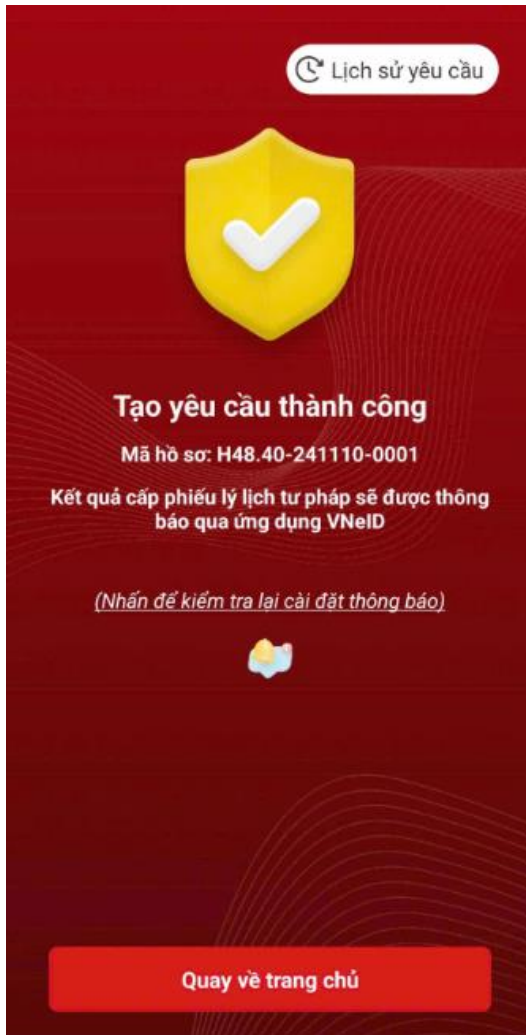 Lịch sử yêu cầu
Tạo yêu cầu thành công
Mã hồ sơ: H48.40-241110-0001
Kết quả cấp phiếu lý lịch tư pháp sẽ được thông
báo qua ứng dụng VNeID
(Nhấn để kiểm tra lại cài đặt thông báo)
Quay về trang chủ